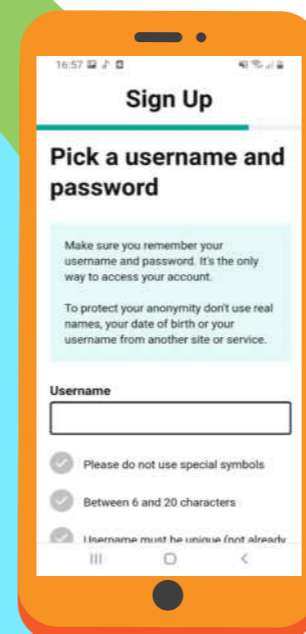 16:57
Sign Up
Pick a username and
password
Make sure you remember your
username and password. It's the only
way to access your account.
To protect your anonymity don't use real
names, your date of birth or your
username from another site or service.
Username
Please do not use special symbols
Between 6 and 20 characters
Username must be unique (not already